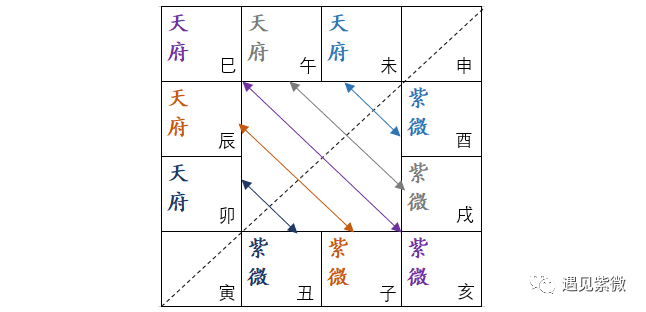 天府 巳
天府 午
天府 未
申
天府 辰
紫微 酉
天府 卯
紫微 戌
寅
紫微 丑
紫微 子
紫微 亥
遇见紫微